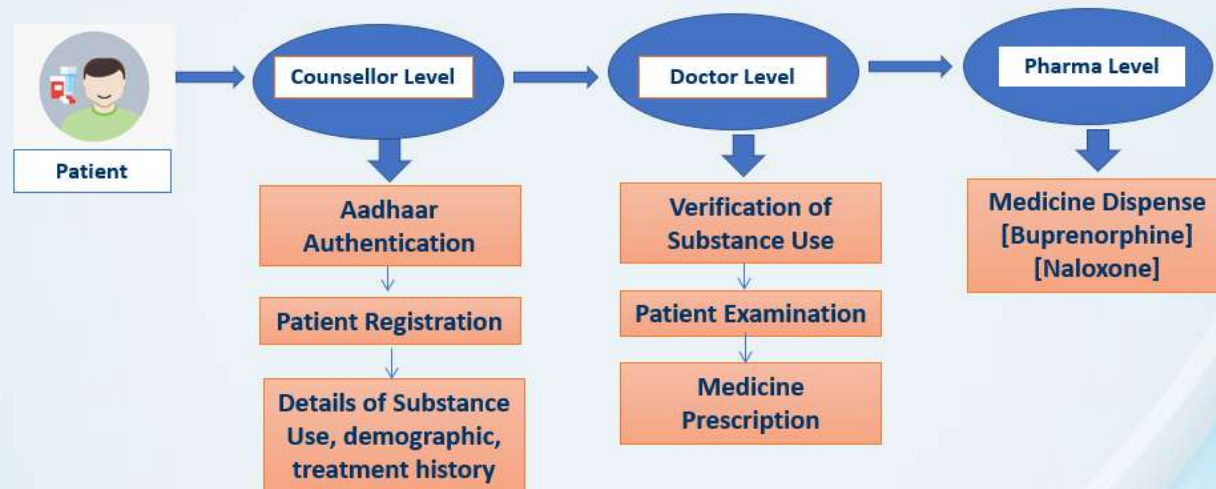 Patient
Counsellor Level
Doctor Level
Pharma Level
Aadhaar
Authentication
Patient Registration
Details of Substance
Use, demographic,
treatment history
Verification of
Substance Use
Patient Examination
Medicine
Prescription
Medicine Dispense
[Buprenorphine]
[Naloxone]